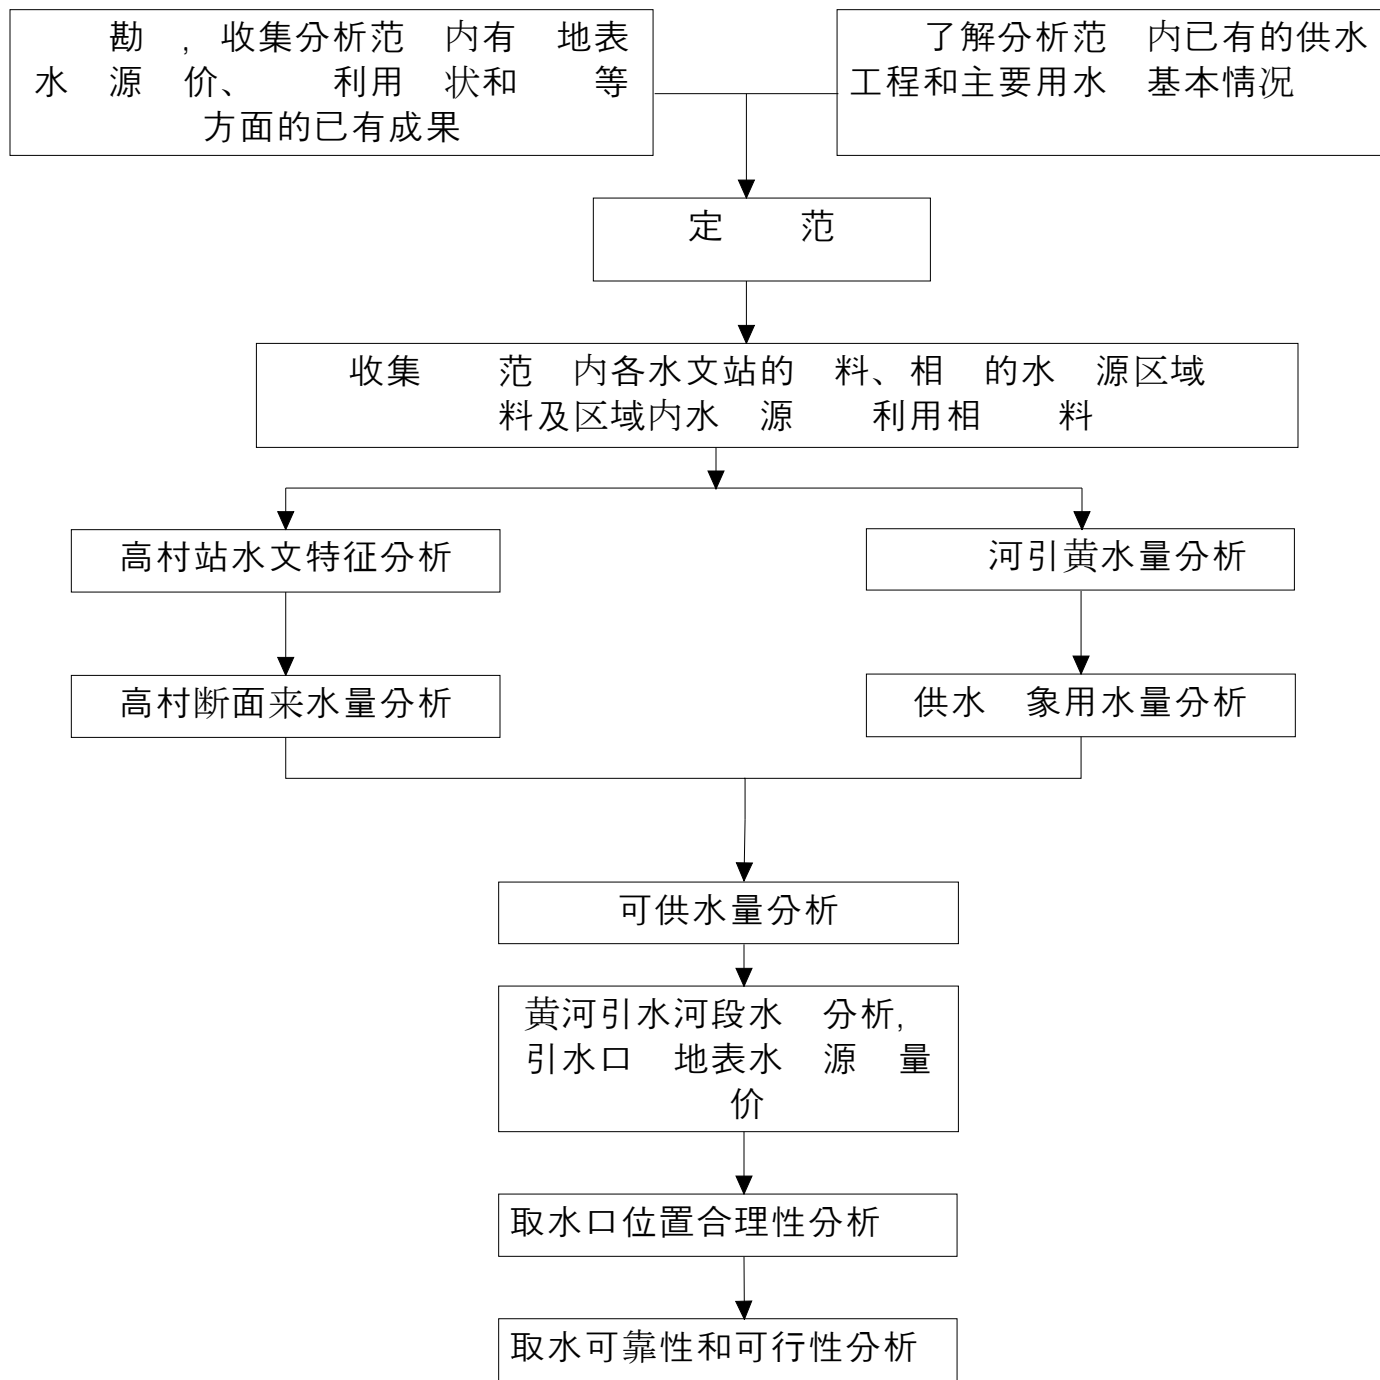 勘 , 收集分析范 内有 地表
水 源 价、 利用 状和 等
方面的已有成果
了解分析范 内已有的供水
工程和主要用水 基本情况
定 范
收集 范 内各水文站的 料、相 的水 源区域
料及区域内水 源 利用相 料
高村站水文特征分析
河引黄水量分析
高村断面来水量分析
供水 象用水量分析
可供水量分析
黄河引水河段水 分析,
引水口 地表水 源 量
价
取水口位置合理性分析
取水可靠性和可行性分析